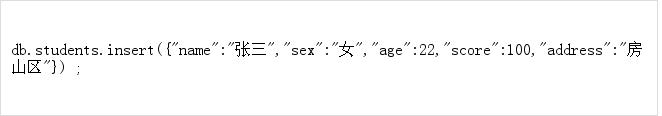 db.students.insert({"name":"张三","sex":"女","age":22,"score":100,"address":"房
山区"}) ;